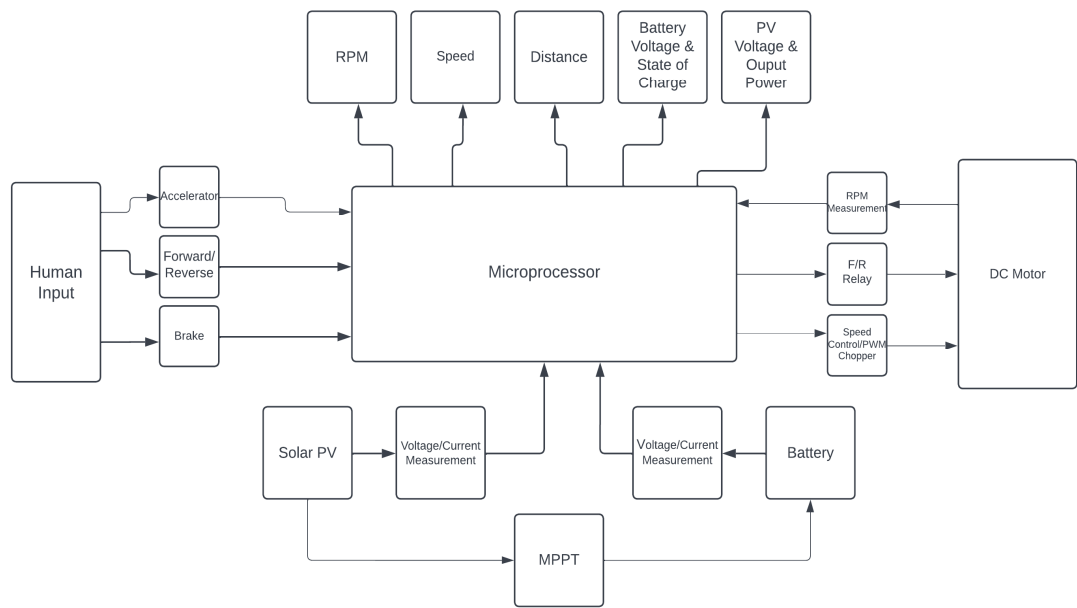 RPM
Speed
Distance
Battery
Voltage &
State of
Charge
PV
Voltage &
Ouput
Power
Human
Input
Accelerator
Forward/
Reverse
Brake
Microprocessor
RPM
Measurement
F/R
Relay
Speed
Control/PWM
Chopper
DC Motor
Solar PV
Voltage/Current
Measurement
Voltage/Current
Measurement
Battery
MPPT